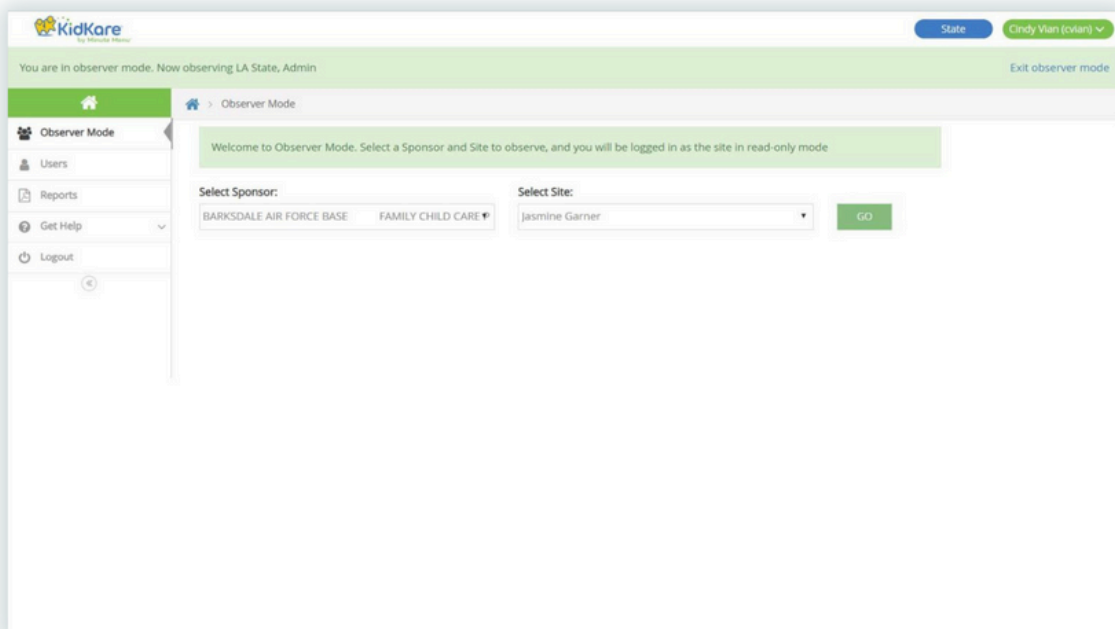 KidKare
by Minute Menu
State
Cindy Vian (cvian)
You are in observer mode. Now observing LA State, Admin
Exit observer mode
Observer Mode
Observer Mode
Welcome to Observer Mode. Select a Sponsor and Site to observe, and you will be logged in as the site in read-only mode
Users
Reports
Select Sponsor:
Select Site:
BARKSDALE AIR FORCE BASE FAMILY CHILD CARE
Jasmine Garner
GO
Get Help
Logout